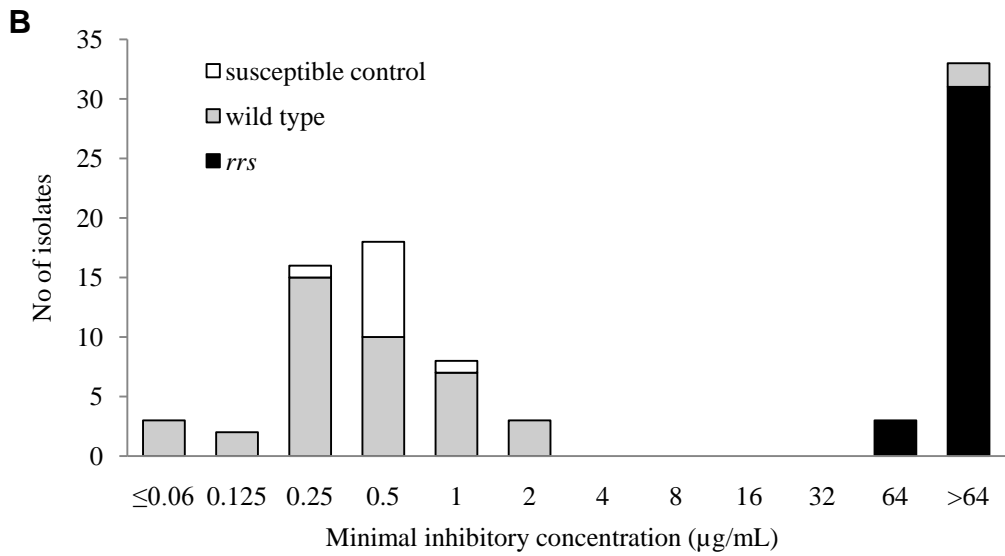 B
35
30
25
20
15
10
5
0
No of isolates
susceptible control
wild type
rrs
≤0.06 0.125 0.25 0.5 1 2 4 8 16 32 64 >64
Minimal inhibitory concentration (µg/mL)